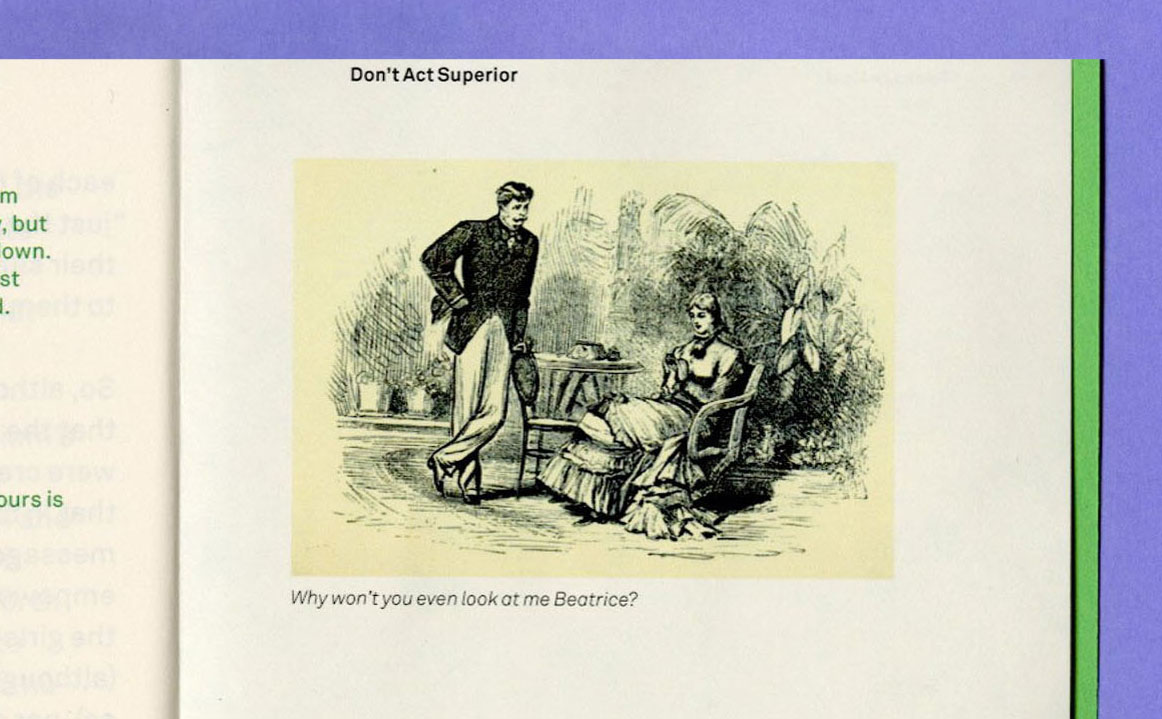 m
, but
lown.
st
l.
ours is
Don't Act Superior
Why won't you even look at me Beatrice?